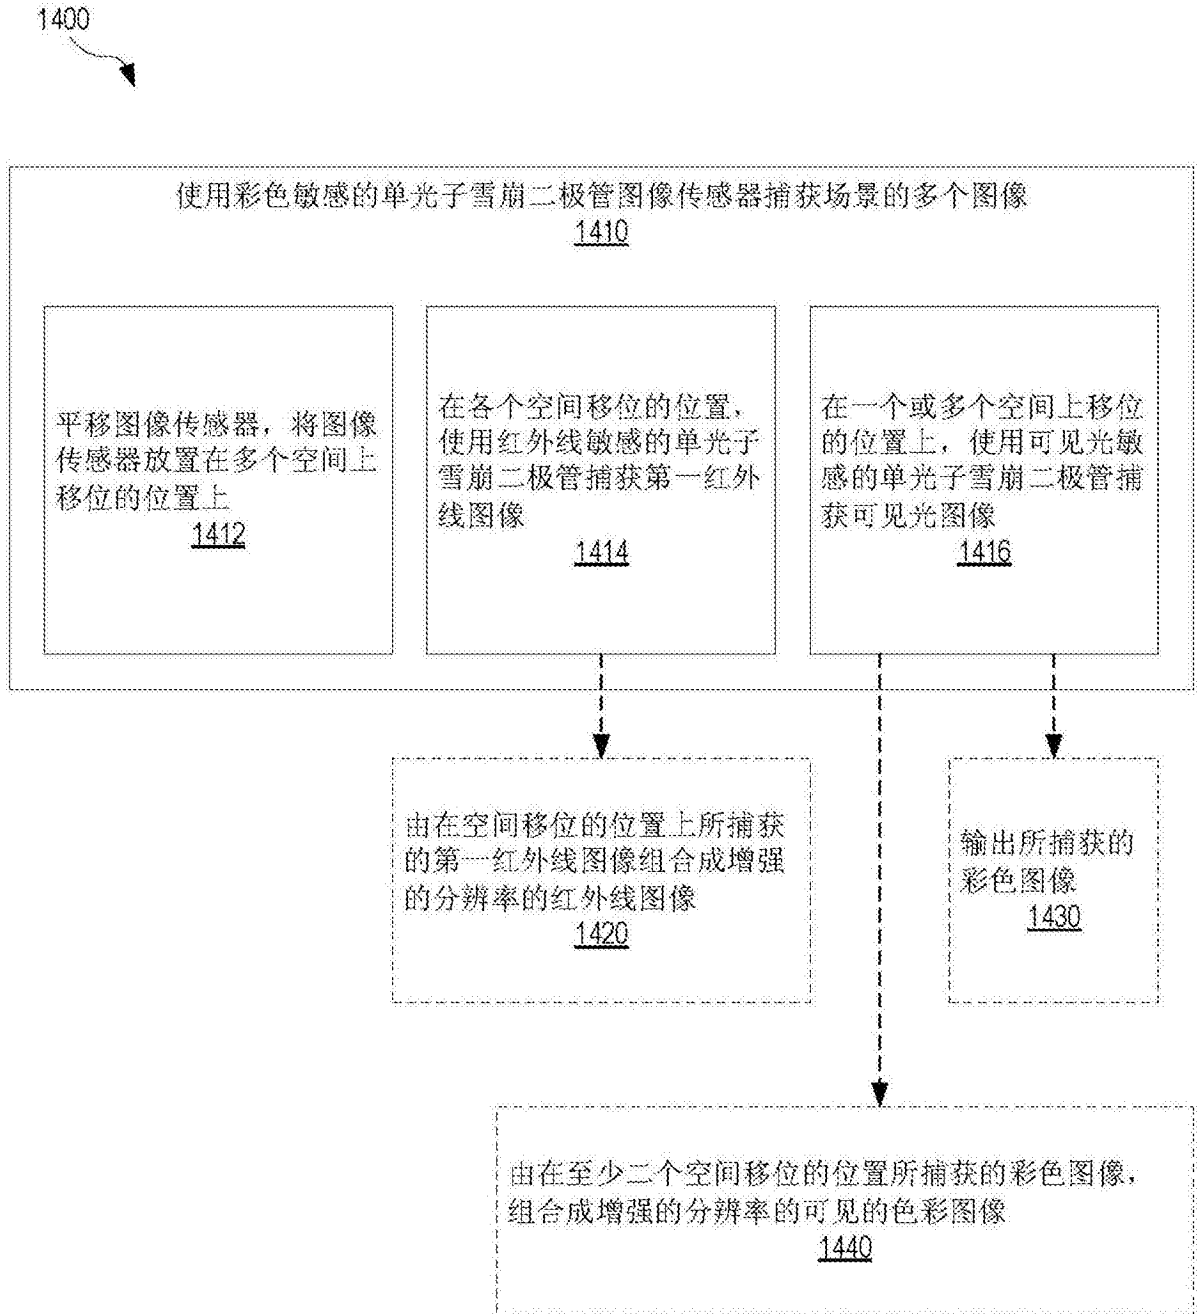 1400
使用彩色敏感的单光子雪崩二极管图像传感器捕获场景的多个图像
1410
平移图像传感器，将图像
传感器放置在多个空间上
移位的位置上
1412
在各个空间移位的位置，
使用红外线敏感的单光子
雪崩二极管捕获第一红外
线图像
1414
在一个或多个空间上移位
的位置上，使用可见光敏
感的单光子雪崩二极管捕
获可见光图像
1416
由在空间移位的位置上所捕获
的第一红外线图像组合成增强
的分辨率的红外线图像
1420
输出所捕获的
彩色图像
1430
由在至少二个空间移位的位置所捕获的彩色图像，
组合成增强的分辨率的可见的色彩图像
1440